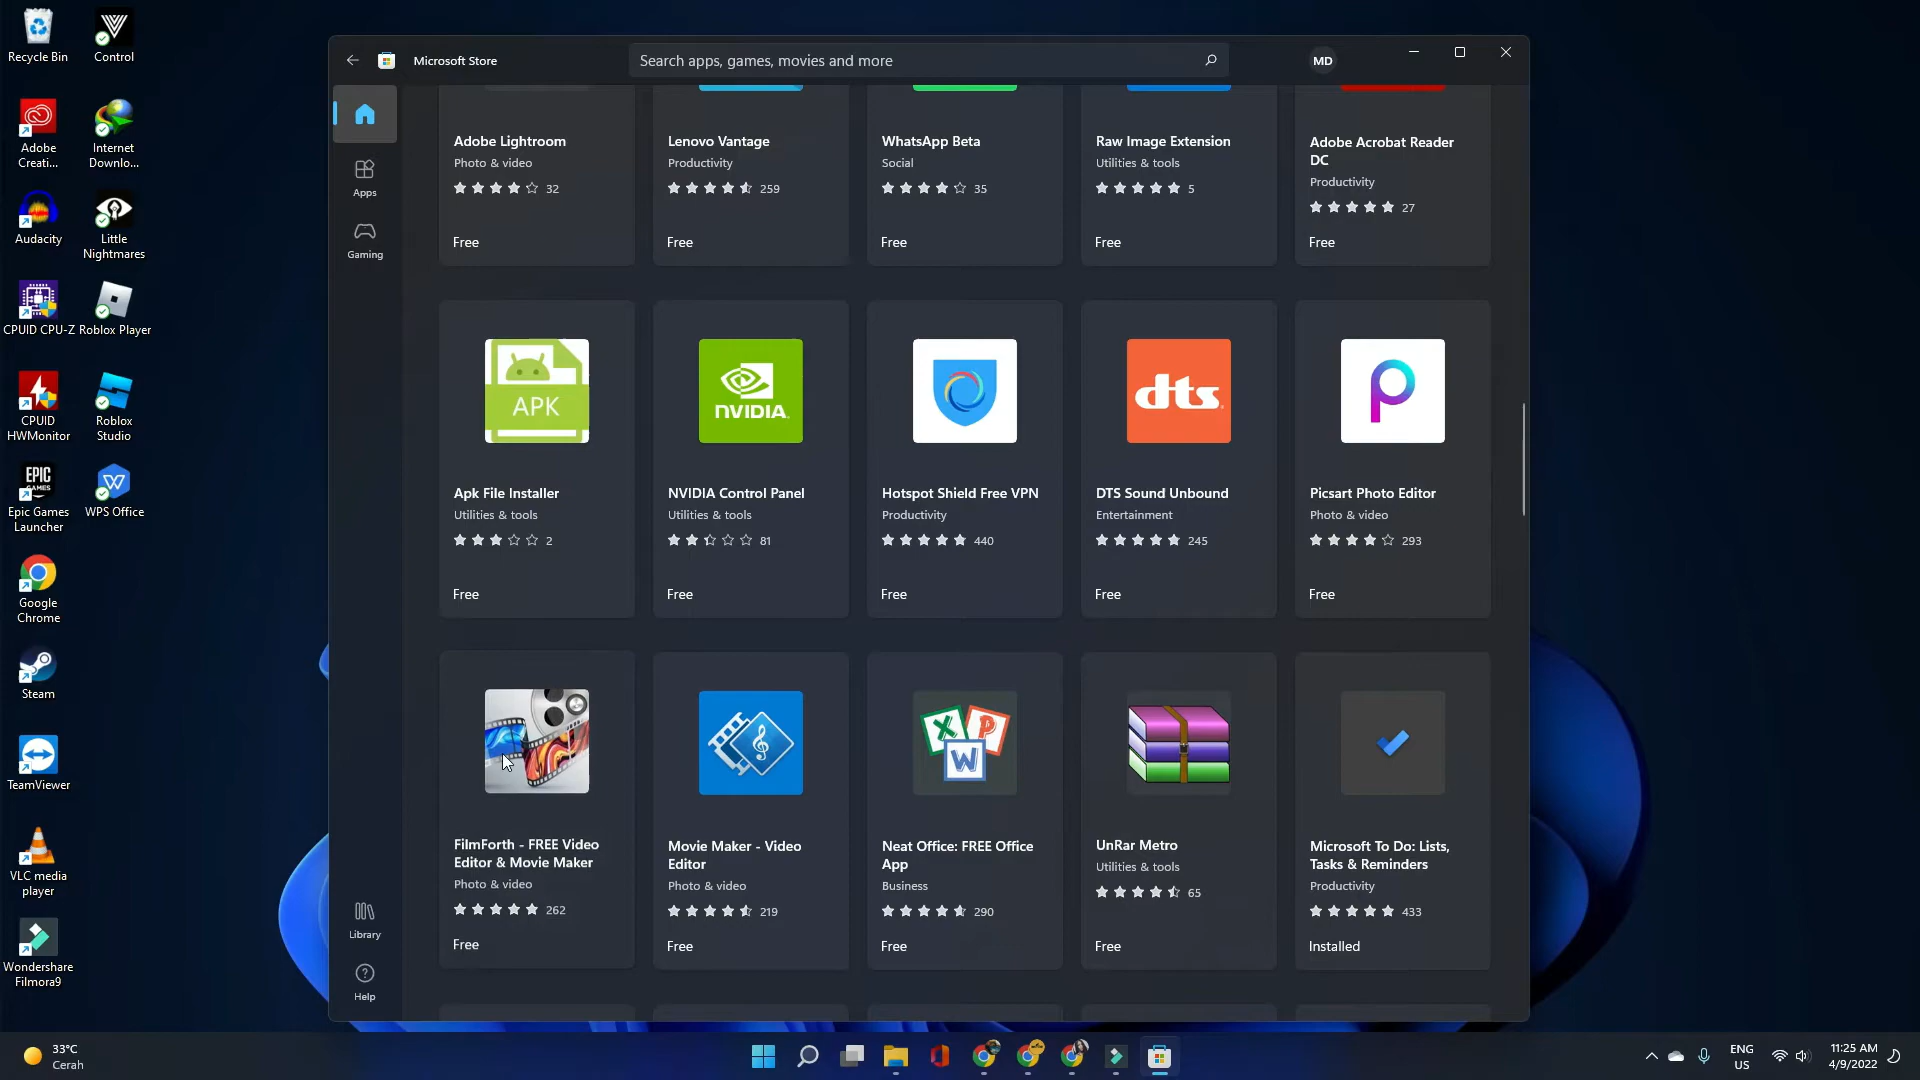 Recycle Bin
Control
Adobe
Creati...
Internet
Downlo...
Audacity
Little
Nightmares
CPUID CPU-Z
Roblox Player
CPUID
HWMonitor
Roblox
Studio
EPIC
GAMES
Epic Games
Launcher
WPS Office
Google
Chrome
Steam
TeamViewer
VLC media
player
Wondershare
Filmora9
Microsoft Store
Search apps, games, movies and more
MD
Apps
Gaming
Library
Help
Adobe Lightroom
Photo & video
32
Free
Lenovo Vantage
Productivity
259
Free
WhatsApp Beta
Social
35
Free
Raw Image Extension
Utilities & tools
5
Free
Adobe Acrobat Reader
DC
Productivity
27
Free
APK
Apk File Installer
Utilities & tools
2
Free
NVIDIA.
NVIDIA Control Panel
Utilities & tools
81
Free
Hotspot Shield Free VPN
Productivity
440
Free
dts.
DTS Sound Unbound
Entertainment
245
Free
Picsart Photo Editor
Photo & video
293
Free
FilmForth - FREE Video
Editor & Movie Maker
Photo & video
262
Free
Movie Maker - Video
Editor
Photo & video
219
Free
X
P
W
Neat Office: FREE Office
App
Business
290
Free
UnRar Metro
Utilities & tools
65
Free
Microsoft To Do: Lists,
Tasks & Reminders
Productivity
433
Installed
33°C
Cerah
ENG
US
11:25 AM
4/9/2022